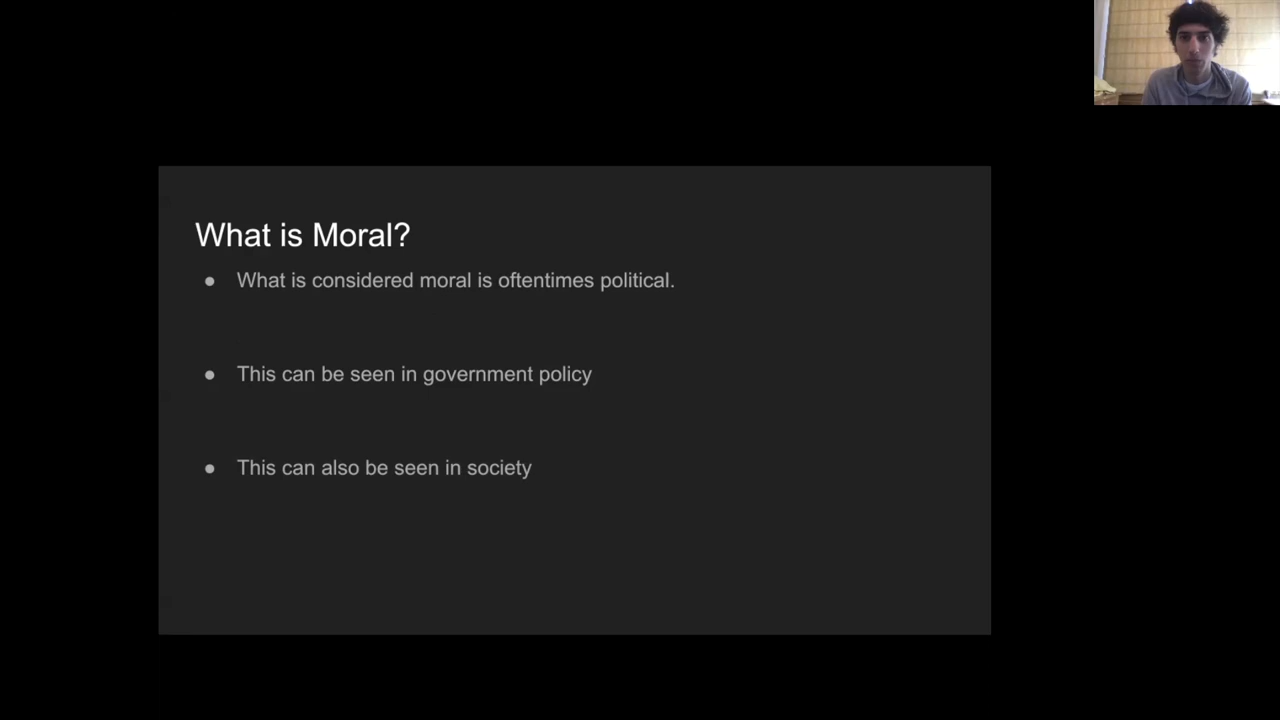 What is Moral?
● What is considered moral is oftentimes political.
● This can be seen in government policy
● This can also be seen in society